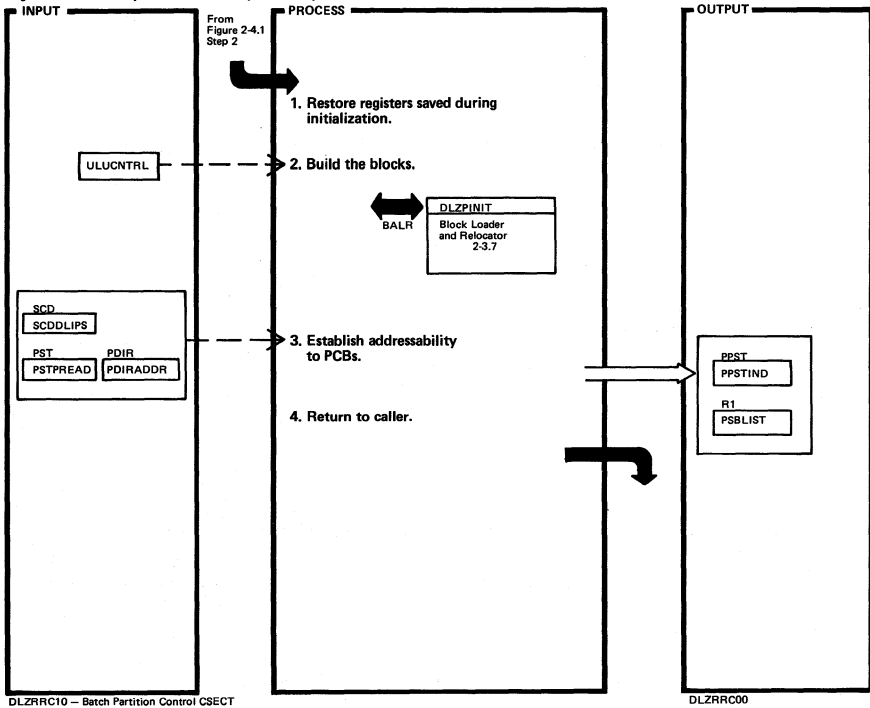 INPUT
From
Figure 2-4.1
Step 2
PROCESS
OUTPUT
1. Restore registers saved during
initialization.
ULUCNTRL
2. Build the blocks.
BALR
DLZPINIT
Block Loader
and Relocator
2-3.7
SCD
SCDDLIPS
PST
PDIR
PSTPREAD
PDIRADDR
3. Establish addressability
to PCBs.
PPST
PPSTIND
R1
PSBLIST
4. Return to caller.
DLZRRC10 — Batch Partition Control CSECT
DLZRRC00